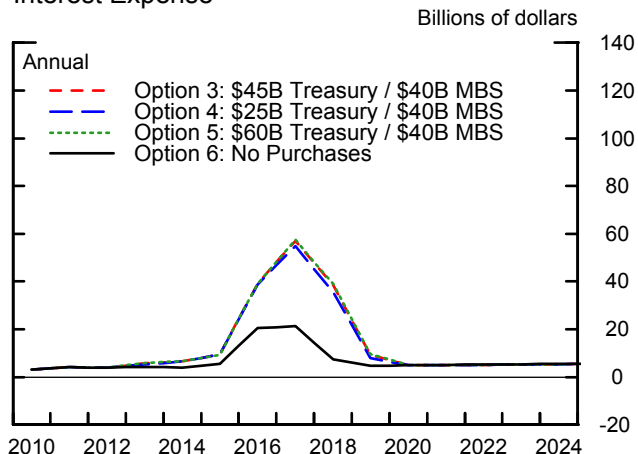 Interest Expense
Billions of dollars
Annual
Option 3: $45B Treasury / $40B MBS
Option 4: $25B Treasury / $40B MBS
Option 5: $60B Treasury / $40B MBS
Option 6: No Purchases
140
120
100
80
60
40
20
0
-20
2010 2012 2014 2016 2018 2020 2022 2024